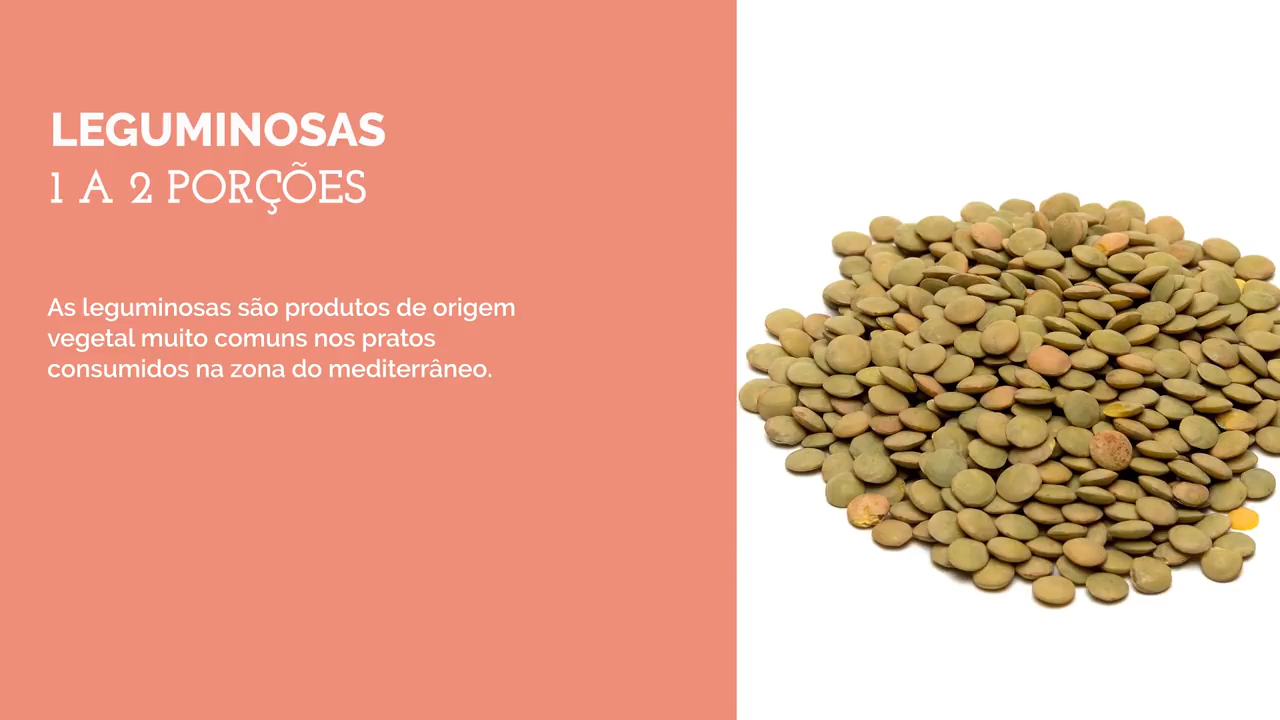 LEGUMINOSAS
1 A 2 PORÇÕES
As leguminosas são produtos de origem
vegetal muito comuns nos pratos
consumidos na zona do mediterrâneo.